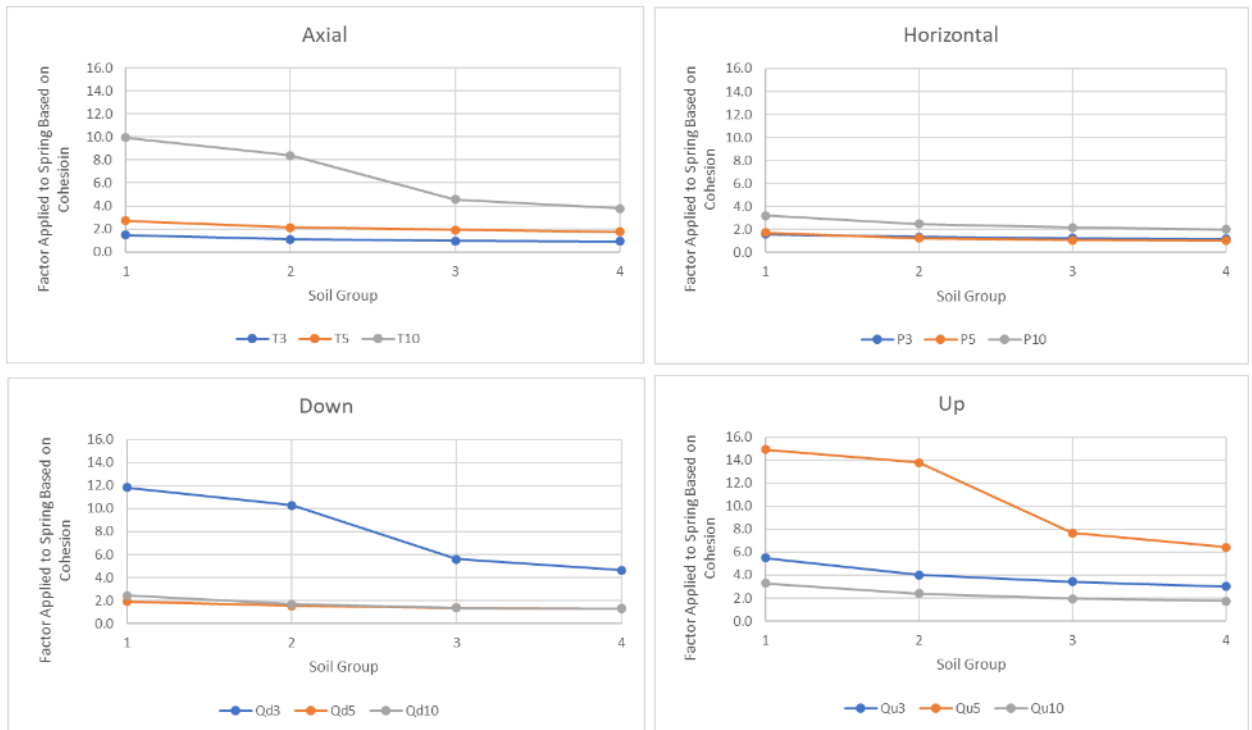 Axial
Factor Applied to Spring Based on
Cohesioin
16.0
14.0
12.0
10.0
8.0
6.0
4.0
2.0
0.0
1 2 3 4
Soil Group
T3 T5 T10
Horizontal
Factor Applied to Spring Based on
Cohesion
16.0
14.0
12.0
10.0
8.0
6.0
4.0
2.0
0.0
1 2 3 4
Soil Group
P3 P5 P10
Down
Factor Applied to Spring Based on
Cohesion
16.0
14.0
12.0
10.0
8.0
6.0
4.0
2.0
0.0
1 2 3 4
Soil Group
Qd3 Qd5 Qd10
Up
Factor Applied to Spring Based on
Cohesion
16.0
14.0
12.0
10.0
8.0
6.0
4.0
2.0
0.0
1 2 3 4
Soil Group
Qu3 Qu5 Qu10